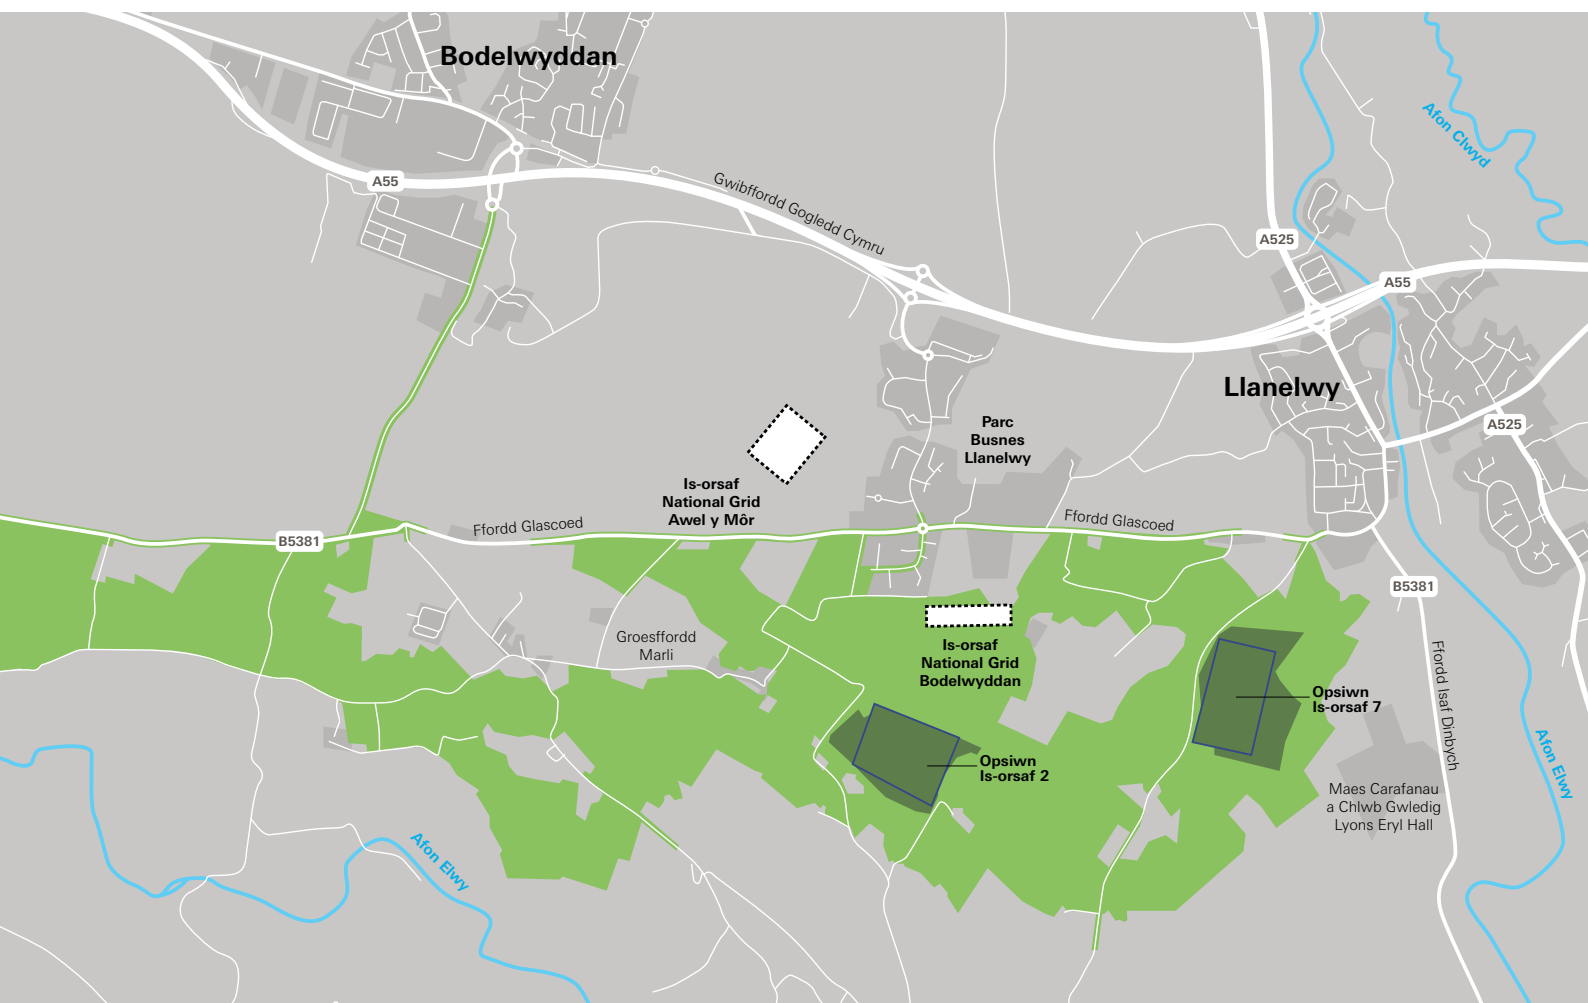 Bodelwyddan
Afon Clwyd
A55
Gwibffordd Gogledd Cymru
A525
A55
Llanelwy
A525
Parc
Busnes
Llanelwy
Is-orsaf
National Grid
Awel y Môr
Ffordd Glascoed
Ffordd Glascoed
B5381
B5381
Groesffordd
Marli
Is-orsaf
National Grid
Bodelwyddan
Ffordd Isaf Dinbych
Opsiwn
Is-orsaf 7
Opsiwn
Is-orsaf 2
Afon Elwy
Maes Carafanau
a Chlwb Gwledig
Lyons Eryl Hall
Afon Elwy